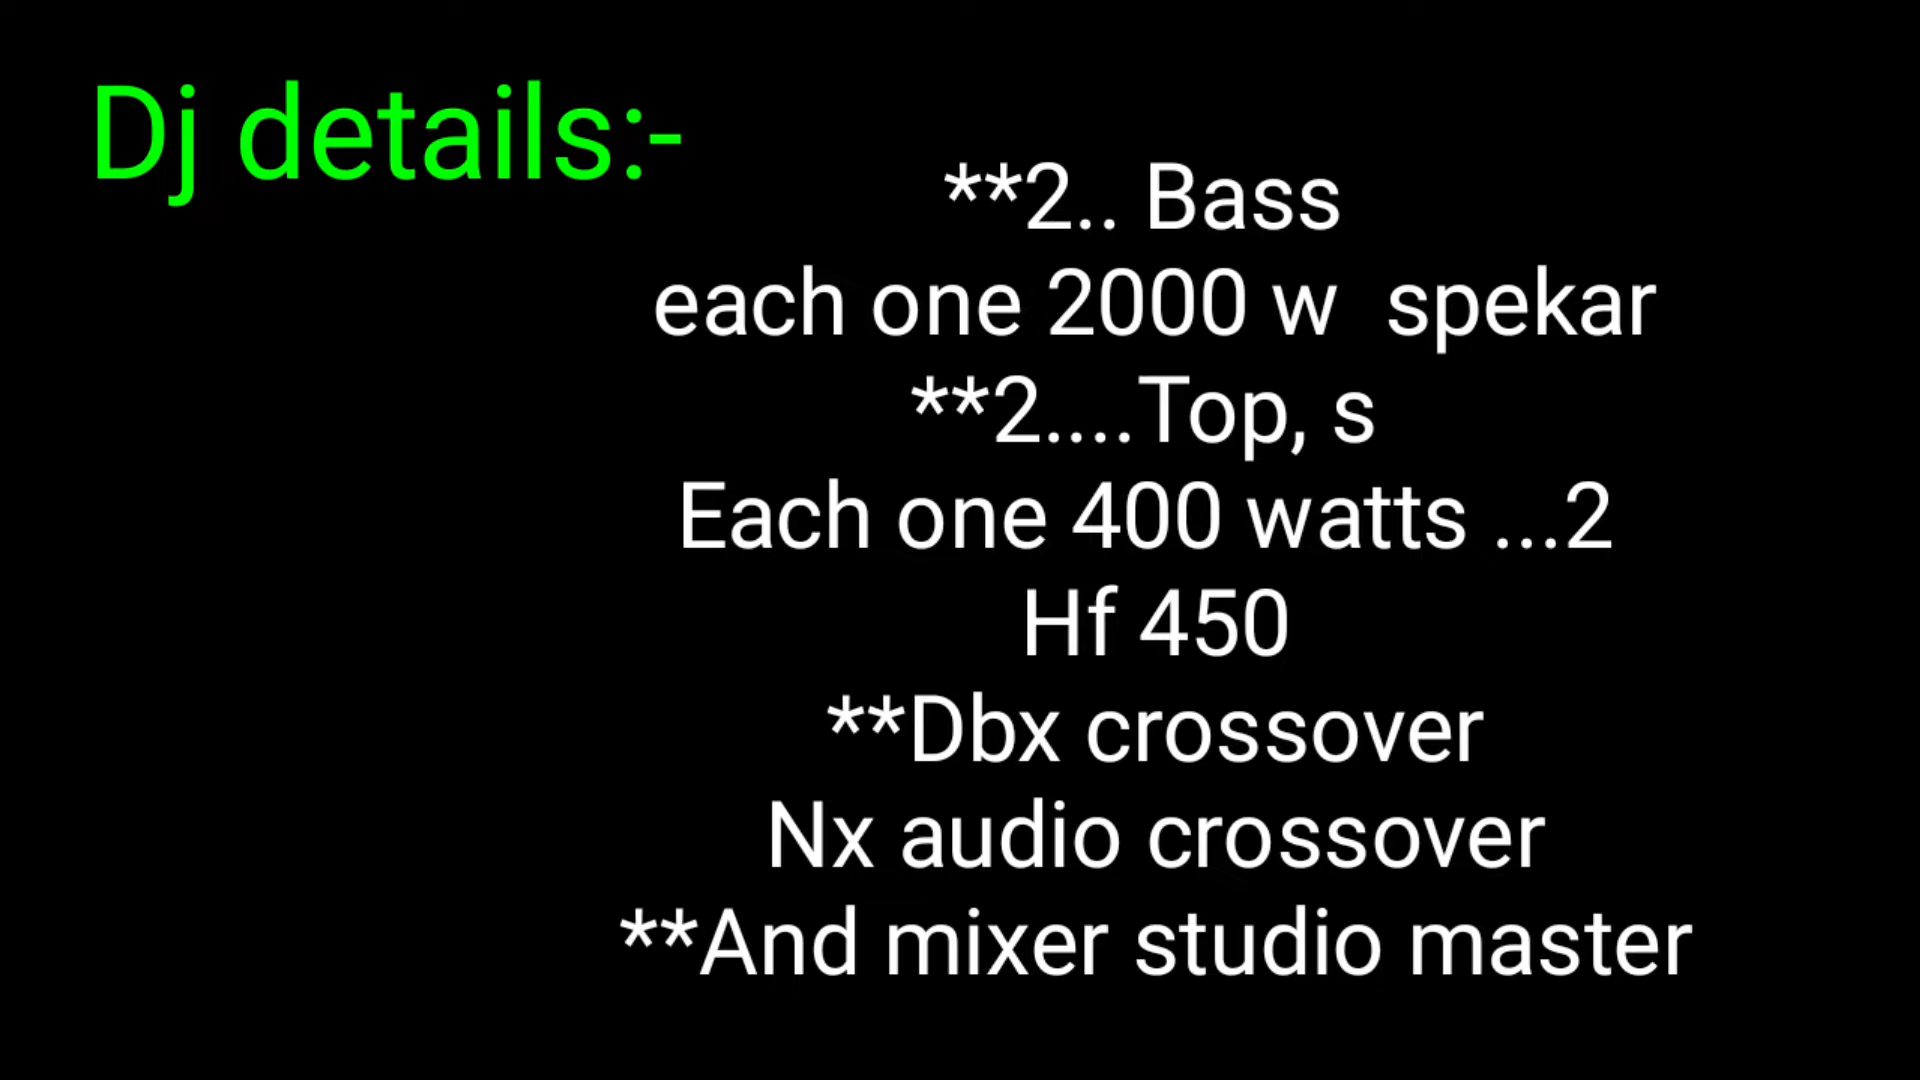 Dj details:-
**2.. Bass
each one 2000 w  spekar
**2....Top, s
Each one 400 watts ...2
Hf 450
**Dbx crossover
Nx audio crossover
**And mixer studio master